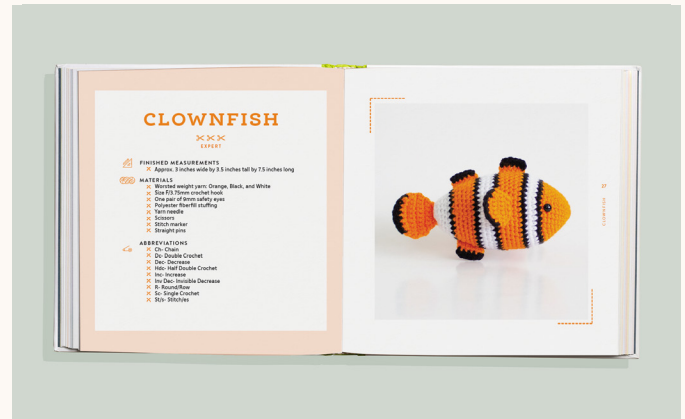 CLOWNFISH
XXX
EXPERT
FINISHED MEASUREMENTS
Approx. 3 inches wide by 3.5 inches tall by 7.5 inches long
MATERIALS
Worsted weight yarn: Orange, Black, and White
Size F/3.75mm crochet hook
One pair of 9mm safety eyes
Polyester fiberfill stuffing
Yarn needle
Scissors
Stitch marker
Straight pins
ABBREVIATIONS
Ch- Chain
Dc- Double Crochet
Dec- Decrease
Hdc- Half Double Crochet
Inc- Increase
Inv Dec- Invisible Decrease
R- Round/Row
Sc- Single Crochet
St/s- Stitch/es